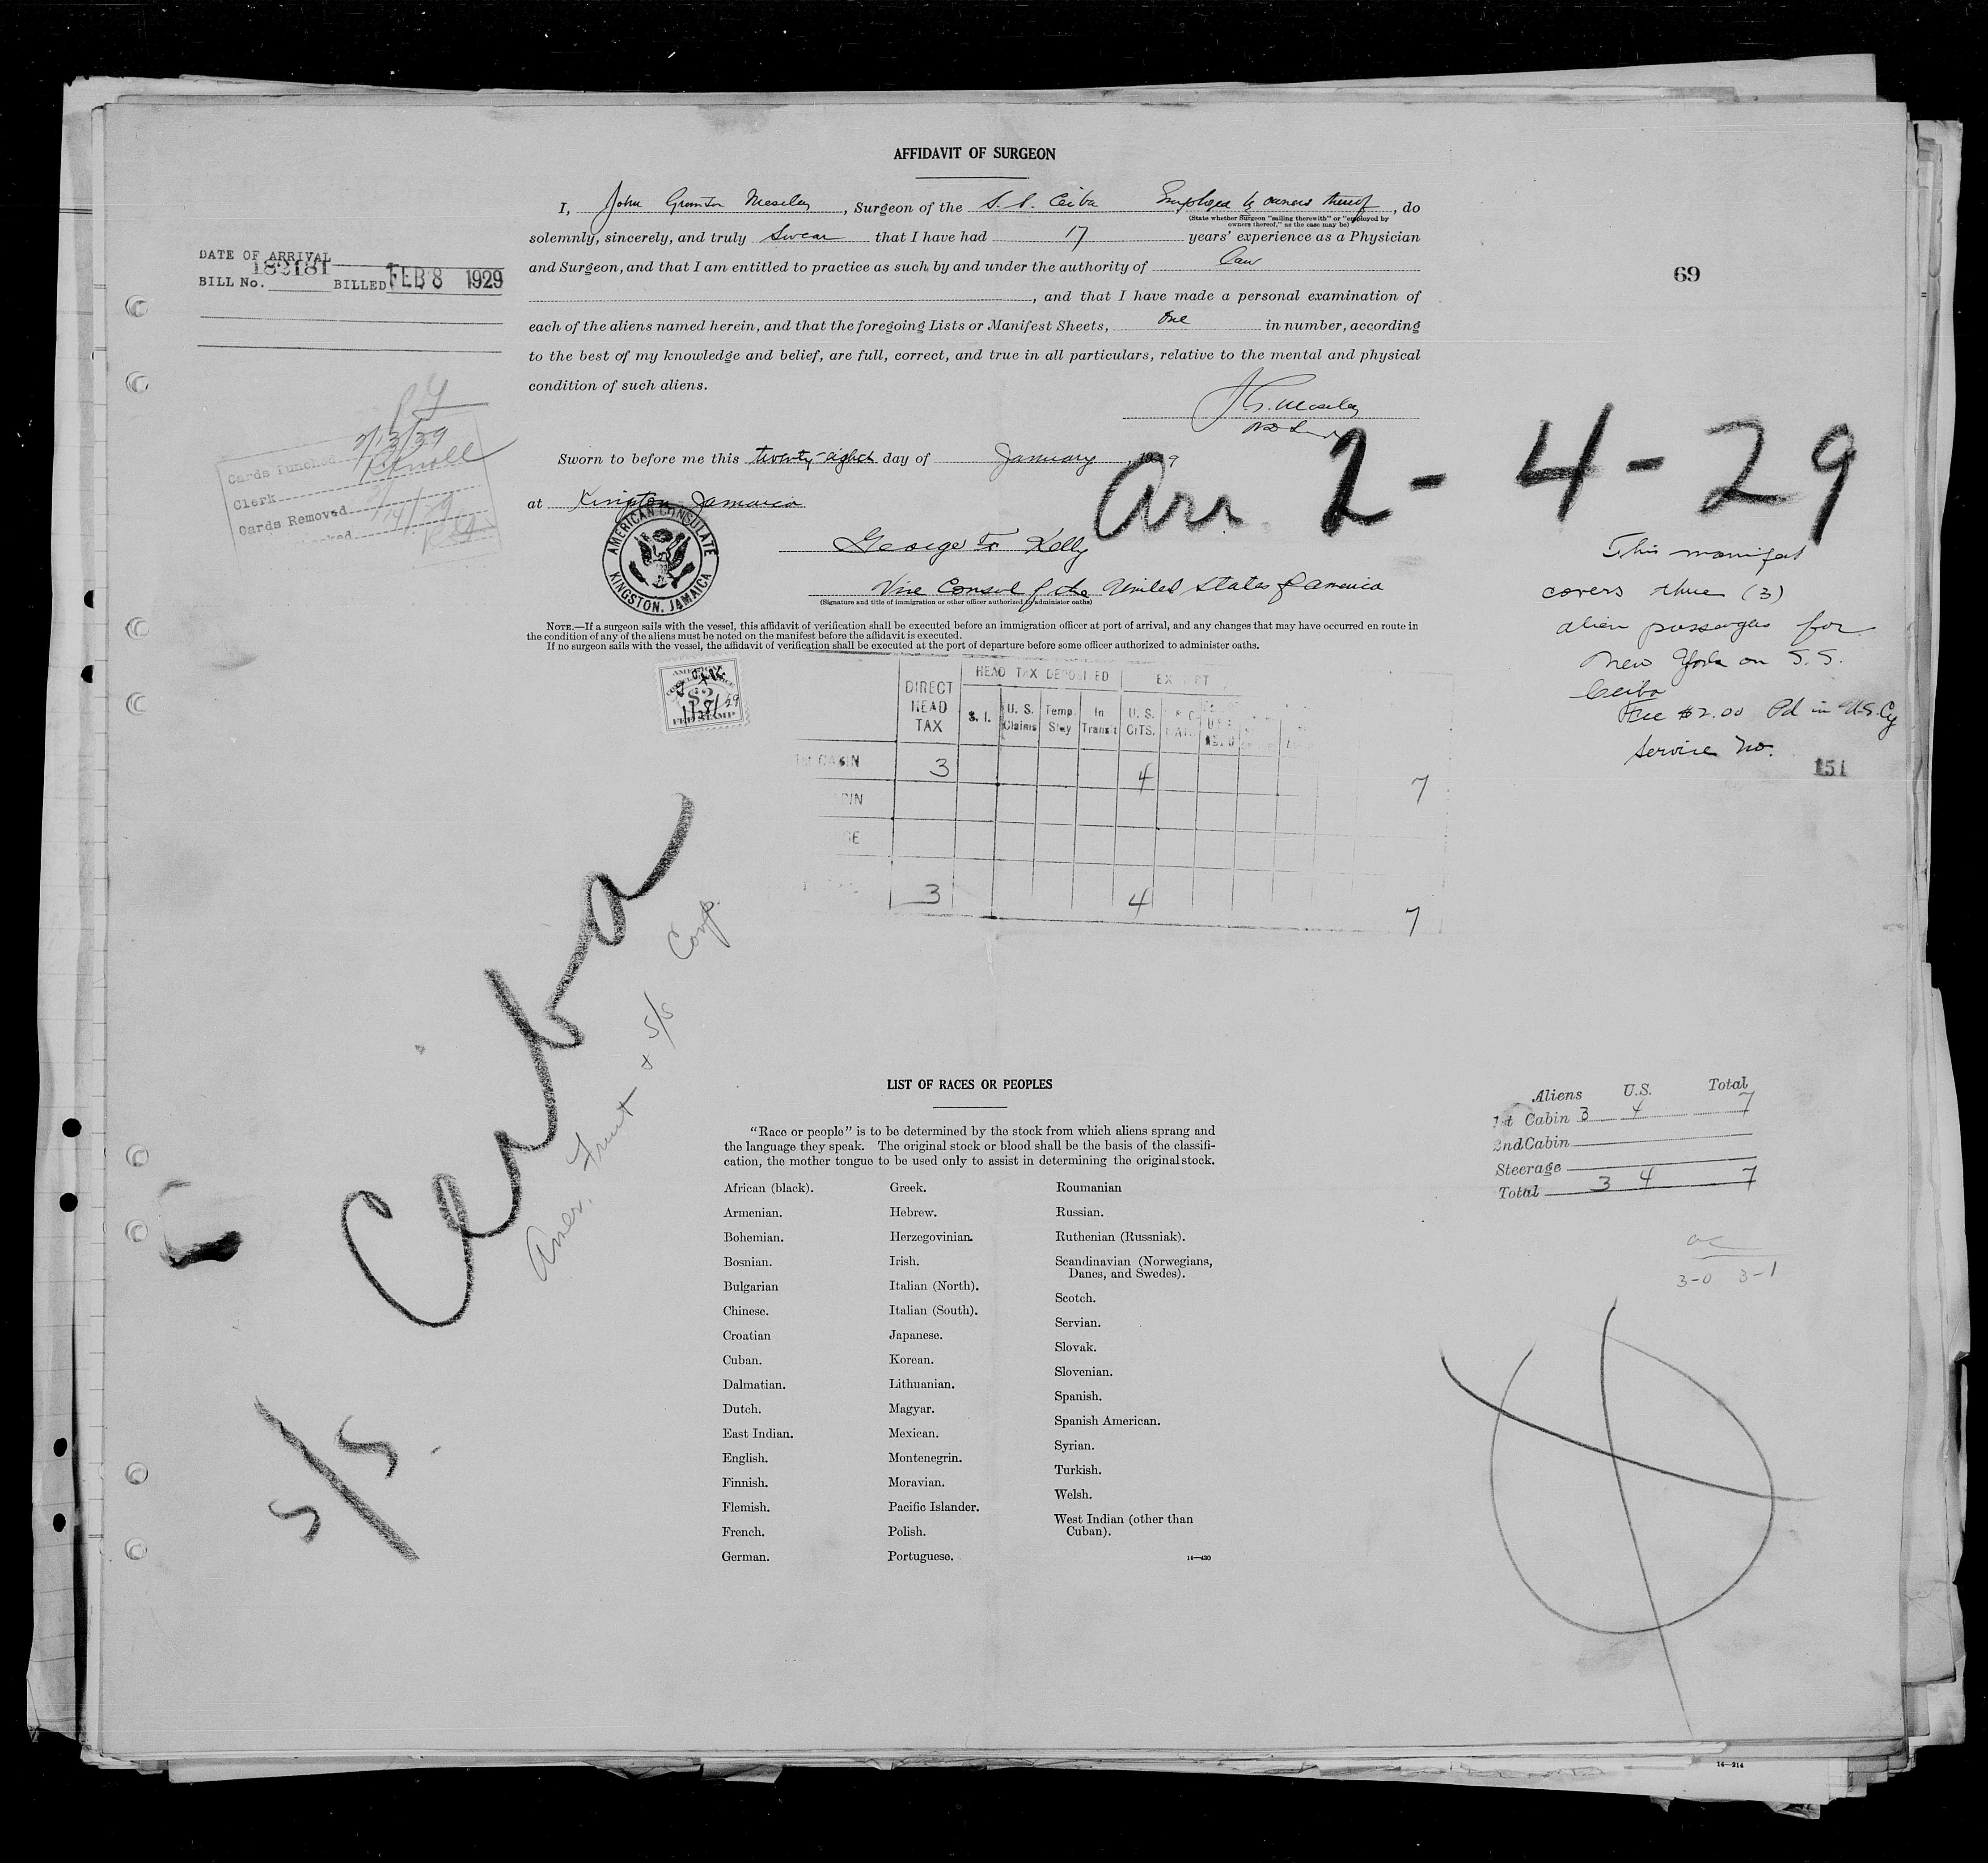 AFFIDAVIT OF SURGEON
I, John Moseley, Surgeon of the S. S. Ceiba Employed by owners thereof, do
(State whether Surgeon "sailing therewith" or "employed by
owners thereof," as the case may be)
solemnly, sincerely, and truly Swear that I have had 17 years' experience as a Physician
and Surgeon, and that I am entitled to practice as such by and under the authority of Law
, and that I have made a personal examination of
each of the aliens named herein, and that the foregoing Lists or Manifest Sheets, One in number, according
to the best of my knowledge and belief, are full, correct, and true in all particulars, relative to the mental and physical
condition of such aliens.
J G. Moseley
DATE OF ARRIVAL
182181
BILL No. BILLED FEB 8 1929
69
Cards Punched 2/13/29
Clerk
Cards Removed 2/14/29
Sworn to before me this twenty-eighth day of January, 1929
at Kingston Jamaica
Arr. 2 - 4 - 29
AMERICAN CONSULATE
KINGSTON, JAMAICA
George F. Kelly
Vice Consul of the United States of America
(Signature and title of immigration or other officer authorized to administer oaths)
This manifest
covers three (3)
alien passengers for
New York on S. S.
Ceiba
Fee $2.00 Pd in U.S. Cy
Service No.
151
NOTE.—If a surgeon sails with the vessel, this affidavit of verification shall be executed before an immigration officer at port of arrival, and any changes that may have occurred en route in
the condition of any of the aliens must be noted on the manifest before the affidavit is executed.
If no surgeon sails with the vessel, the affidavit of verification shall be executed at the port of departure before some officer authorized to administer oaths.
$2
1/28/29
FEE STAMP
DIRECT HEAD TAX
HEAD TAX DEPOSITED
S. I. U. S. Claims Temp. Stay In Transit U. S. CITS.
CABIN 3 4 7
3 4 7
S/S. Ceiba
Amer. Fruit & S/S Corp.
LIST OF RACES OR PEOPLES
"Race or people" is to be determined by the stock from which aliens sprang and
the language they speak. The original stock or blood shall be the basis of the classifi-
cation, the mother tongue to be used only to assist in determining the original stock.
African (black).
Armenian.
Bohemian.
Bosnian.
Bulgarian
Chinese.
Croatian
Cuban.
Dalmatian.
Dutch.
East Indian.
English.
Finnish.
Flemish.
French.
German.
Greek.
Hebrew.
Herzegovinian.
Irish.
Italian (North).
Italian (South).
Japanese.
Korean.
Lithuanian.
Magyar.
Mexican.
Montenegrin.
Moravian.
Pacific Islander.
Polish.
Portuguese.
Roumanian
Russian.
Ruthenian (Russniak).
Scandinavian (Norwegians,
Danes, and Swedes).
Scotch.
Servian.
Slovak.
Slovenian.
Spanish.
Spanish American.
Syrian.
Turkish.
Welsh.
West Indian (other than
Cuban).
14—430
Aliens U.S. Total
1st Cabin 3 4 7
2nd Cabin
Steerage
Total 3 4 7
3-0 3-1
14—214